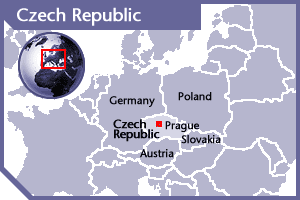 Czech Republic
Germany
Poland
Czech
Republic
Prague
Slovakia
Austria